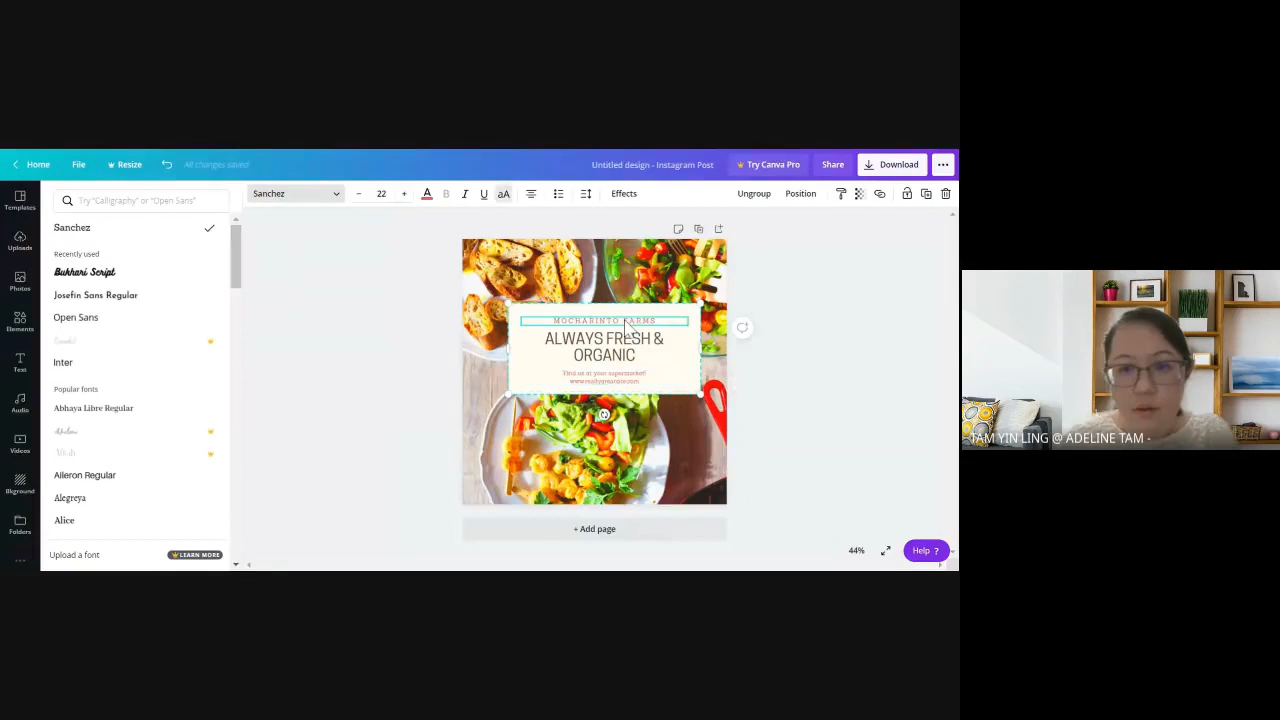 Home File Resize All changes saved Untitled design - Instagram Post Try Canva Pro Share Download
Sanchez 22 A B I U aA Effects Ungroup Position
Templates
Uploads
Photos
Elements
Text
Audio
Videos
Bkground
Folders
Try "Calligraphy" or "Open Sans"
Sanchez
Recently used
Bukhari Script
Josefin Sans Regular
Open Sans
Inter
Popular fonts
Abhaya Libre Regular
Aileron Regular
Alegreya
Alice
Upload a font LEARN MORE
MOCHABINTO FARMS
ALWAYS FRESH &
ORGANIC
Find us at your supermarket!
www.reallygreatsite.com
+ Add page
44% Help ?
TAM YIN LING @ ADELINE TAM -